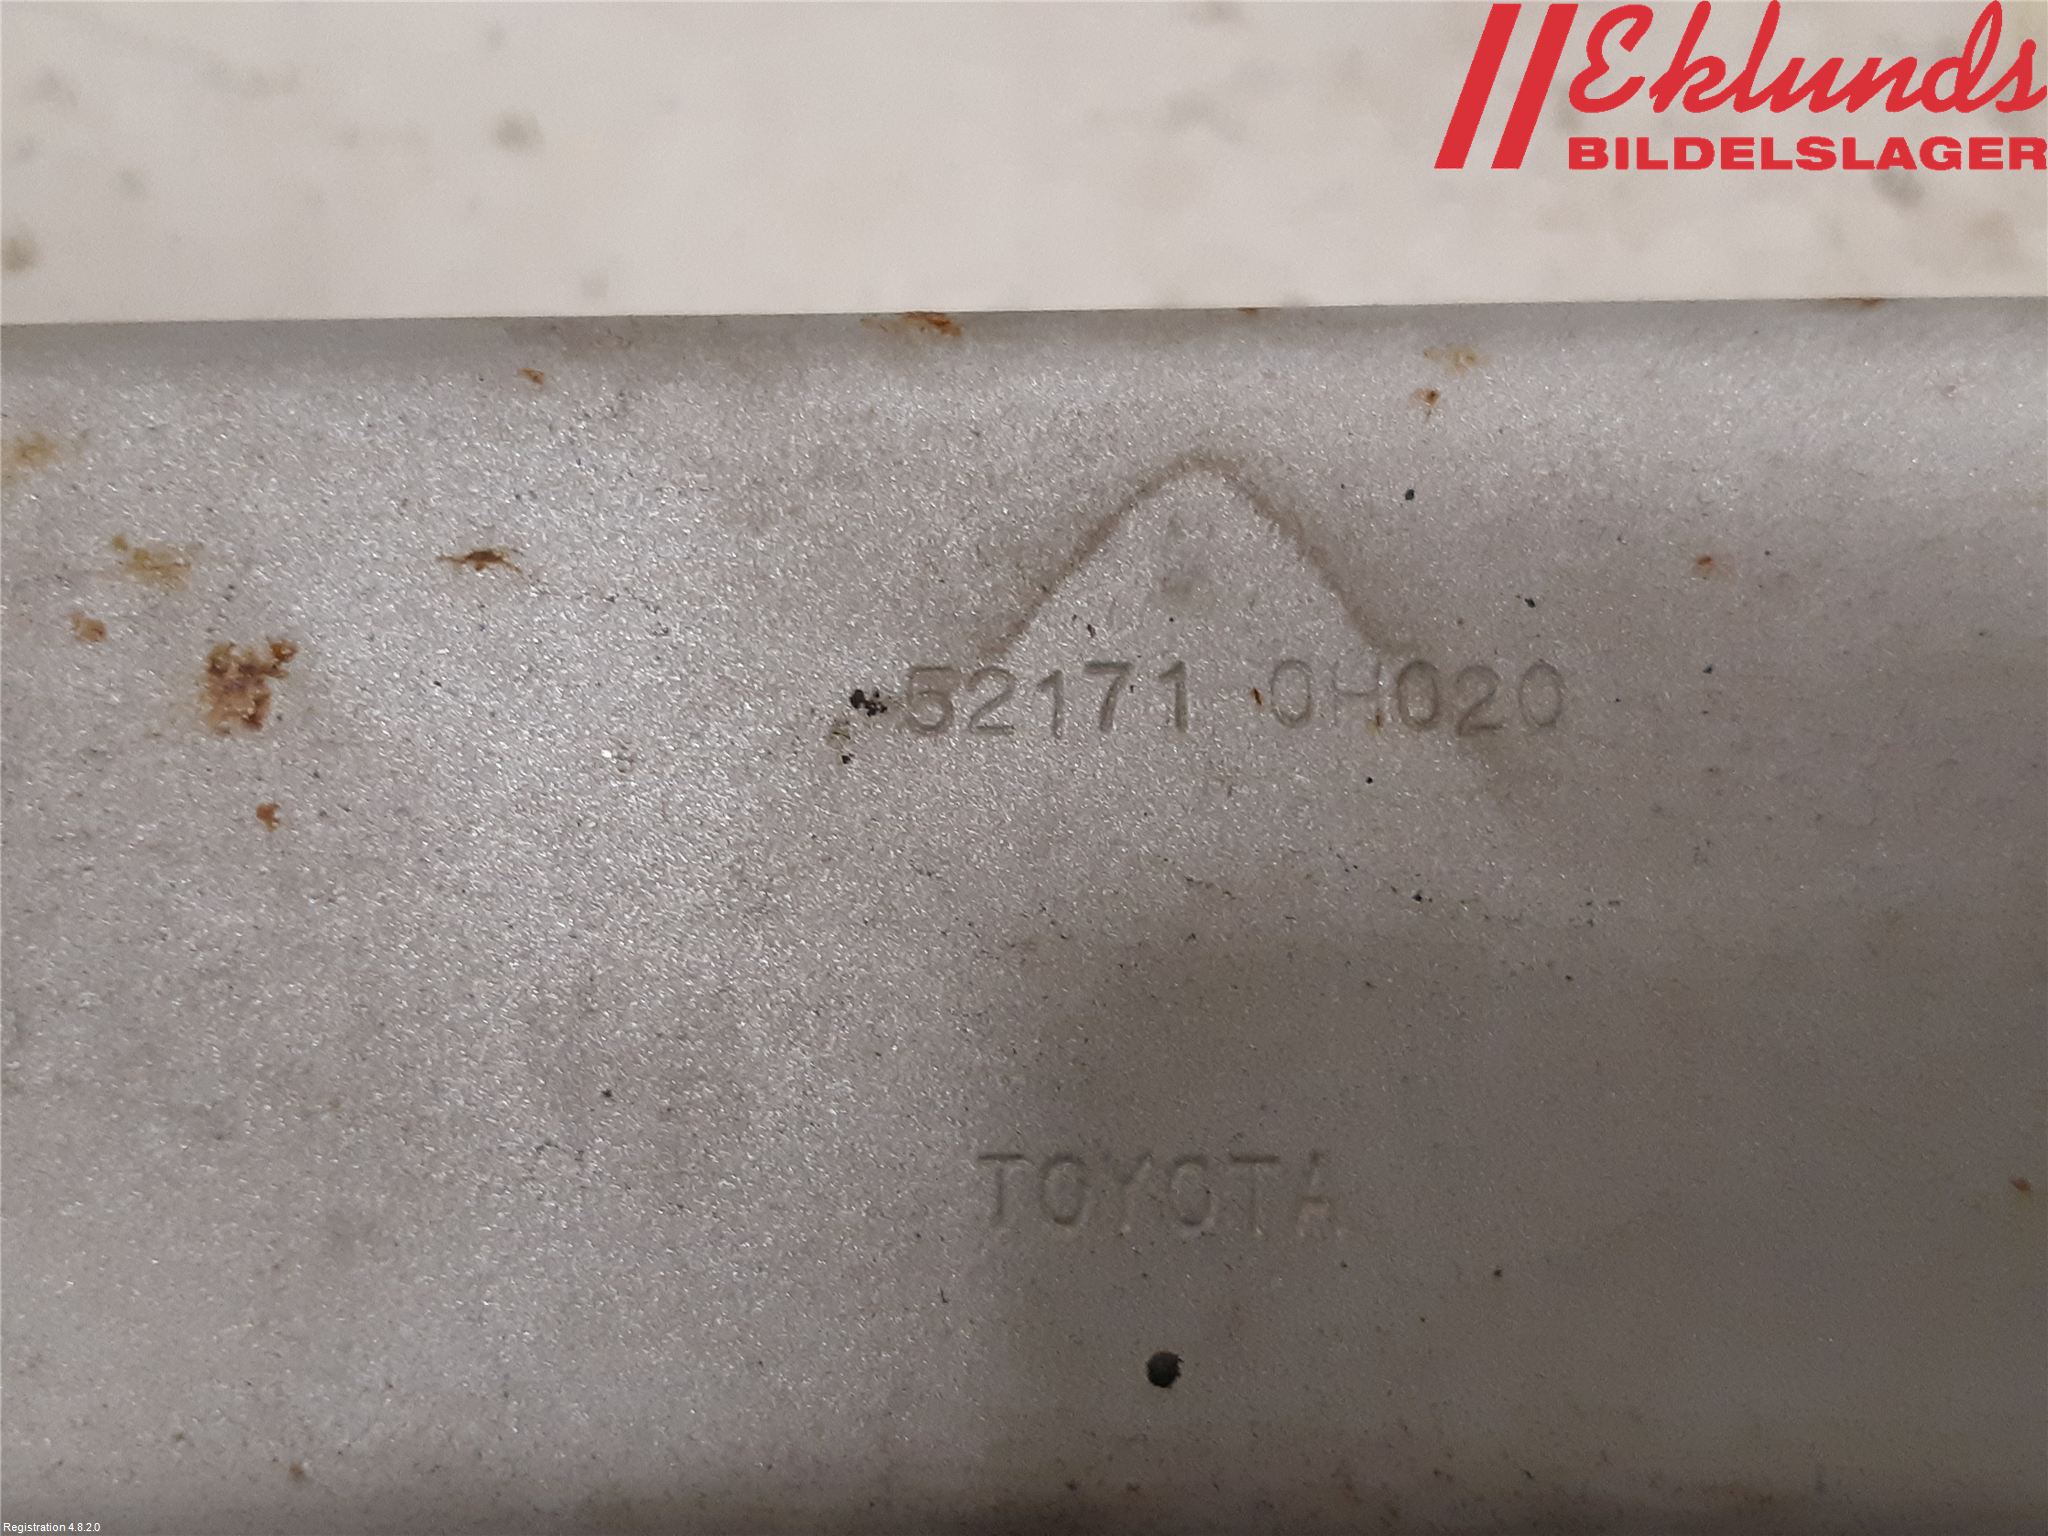 Eklunds
BILDELSLAGER
52171 0H020
TOYOTA
Registration 4.8.2.0